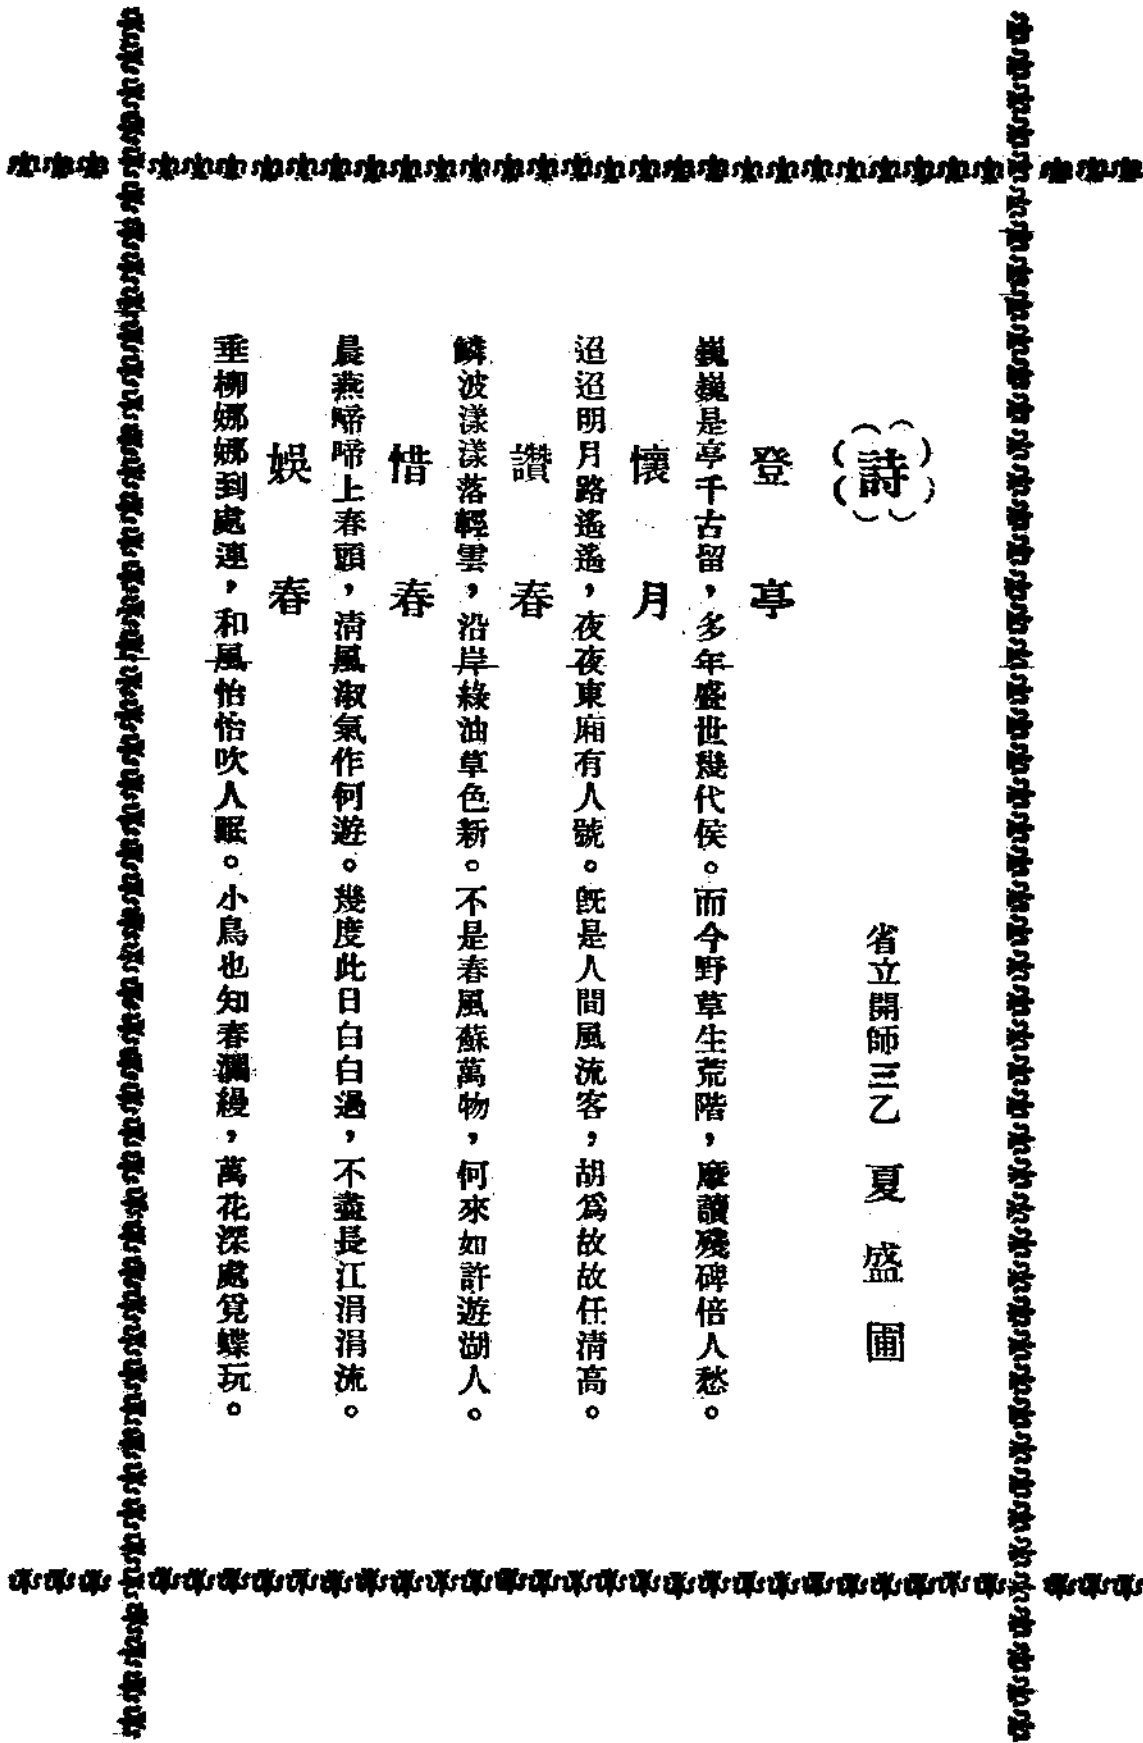 詩
省立開師三乙　夏盛圃
登亭
巍巍是亭千古留，多年盛世幾代侯。而今野草生荒階，摩讀殘碑倍人愁。
懷月
迢迢明月路遙遙，夜夜東廂有人號。旣是人間風流客，胡爲故故任清高。
讚春
鱗波漾漾落輕雲，沿岸綠油草色新。不是春風蘇萬物，何來如許遊湖人。
惜春
晨燕啼啼上春頭，淸風淑氣作何遊。幾度此日白白過，不盡長江涓涓流。
娛春
垂柳娜娜到處連，和風怡怡吹人眠。小鳥也知春瀾縵，萬花深處覓蝶玩。